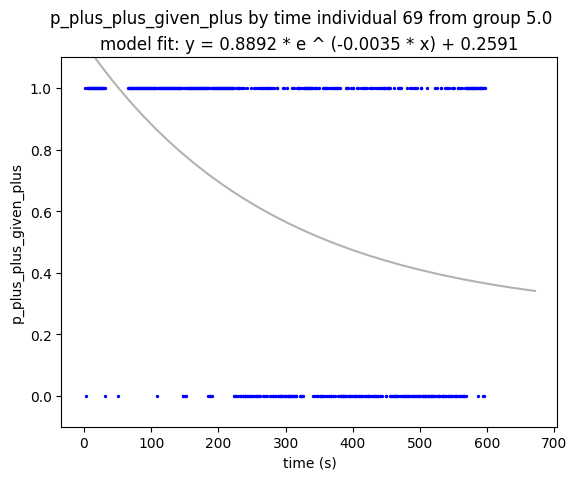 p_plus_plus_given_plus by time individual 69 from group 5.0
model fit: y = 0.8892 * e ^ (-0.0035 * x) + 0.2591
1.0
0.8
0.6
0.4
0.2
0.0
p_plus_plus_given_plus
0 100 200 300 400 500 600 700
time (s)